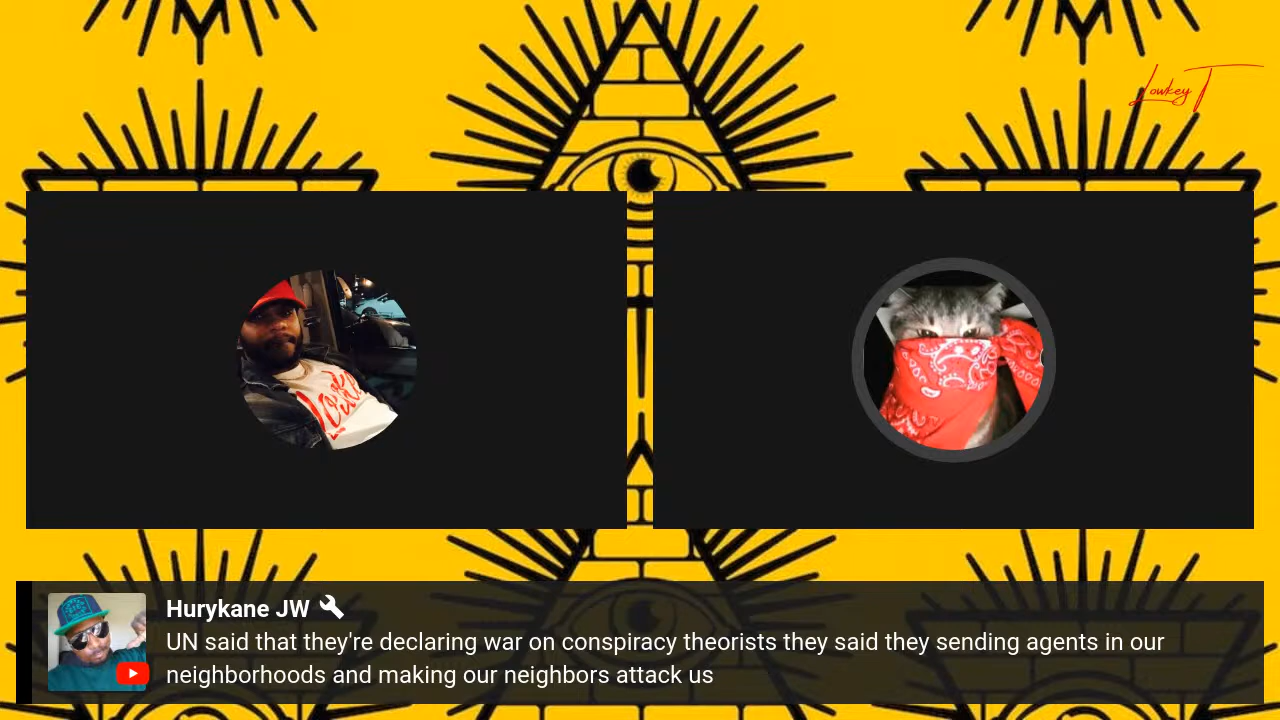 Lowkey T
Hurykane JW
UN said that they're declaring war on conspiracy theorists they said they sending agents in our
neighborhoods and making our neighbors attack us